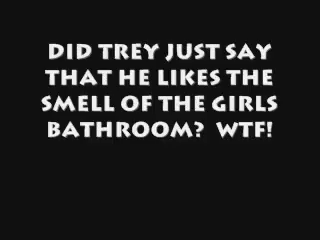 DID TREY JUST SAY
THAT HE LIKES THE
SMELL OF THE GIRLS
BATHROOM? WTF!